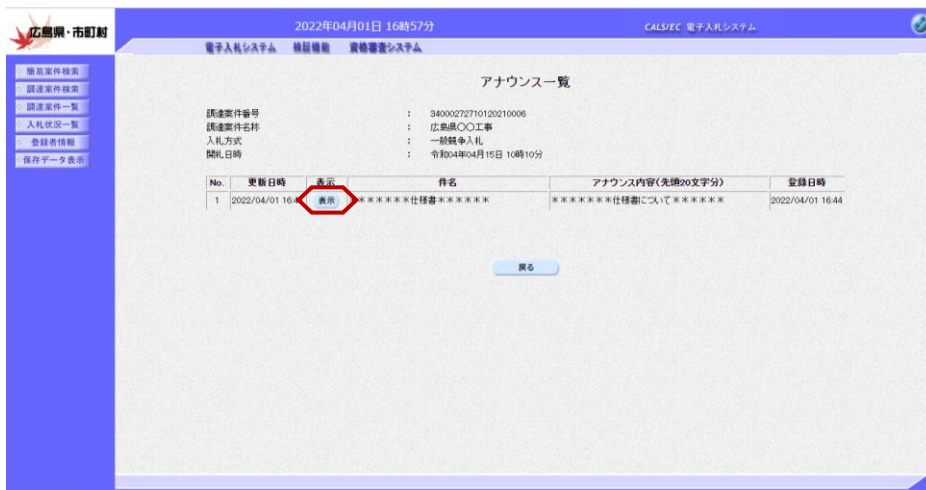 広島県・市町村
2022年04月01日 16時57分
CALS/EC 電子入札システム
電子入札システム 検証機能 資格審査システム
簡易案件検索
調達案件検索
調達案件一覧
入札状況一覧
登録者情報
保存データ表示
アナウンス一覧
調達案件番号 : 34000272710120210006
調達案件名称 : 広島県〇〇工事
入札方式 : 一般競争入札
開札日時 : 令和04年04月15日 10時10分
No. 更新日時 表示 件名 アナウンス内容(先頭20文字分) 登録日時
1 2022/04/01 16:4 表示 *******仕様書****** *******仕様書について****** 2022/04/01 16:44
戻る